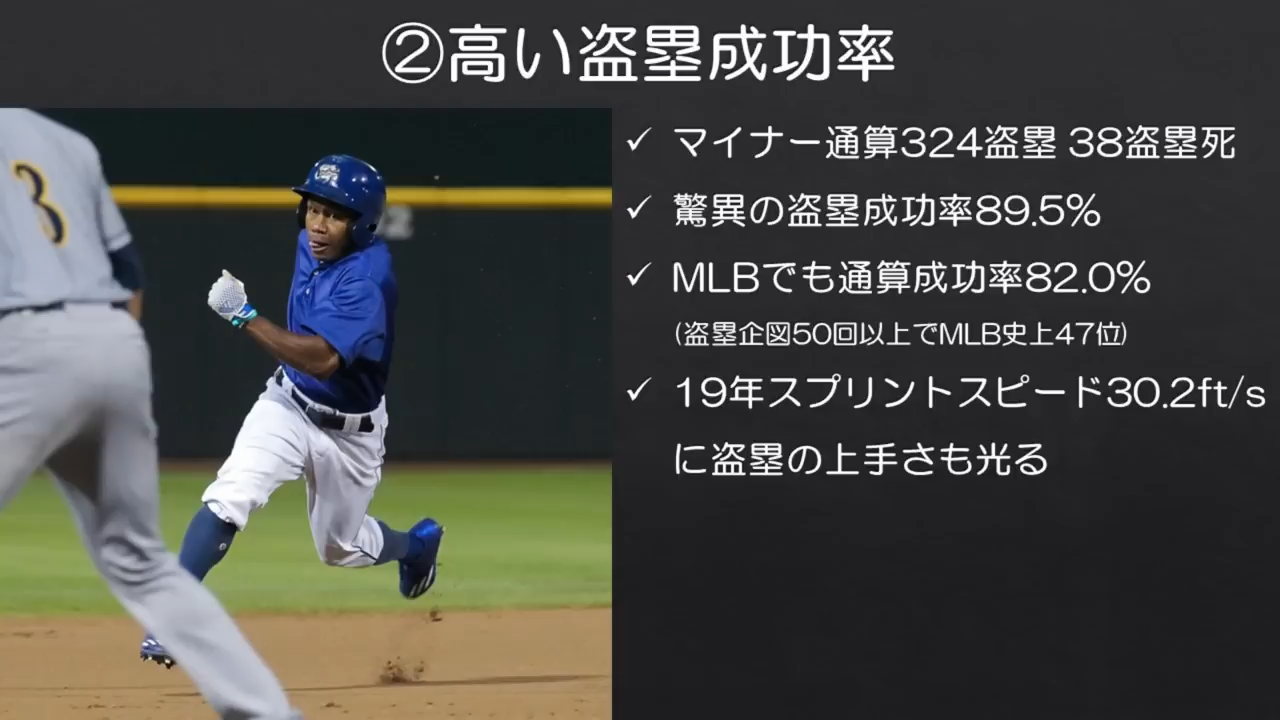 ②高い盗塁成功率
✓ マイナー通算324盗塁 38盗塁死
✓ 驚異の盗塁成功率89.5%
✓ MLBでも通算成功率82.0%
(盗塁企図50回以上でMLB史上47位)
✓ 19年スプリントスピード30.2ft/s
に盗塁の上手さも光る
3